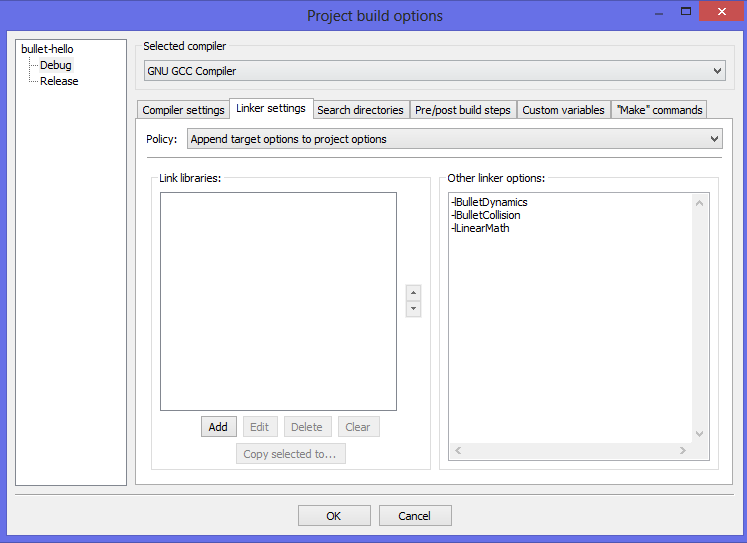 Project build options
bullet-hello
Debug
Release
Selected compiler
GNU GCC Compiler
Compiler settings
Linker settings
Search directories
Pre/post build steps
Custom variables
"Make" commands
Policy:
Append target options to project options
Link libraries:
Add
Edit
Delete
Clear
Copy selected to...
Other linker options:
-lBulletDynamics
-lBulletCollision
-lLinearMath
OK
Cancel